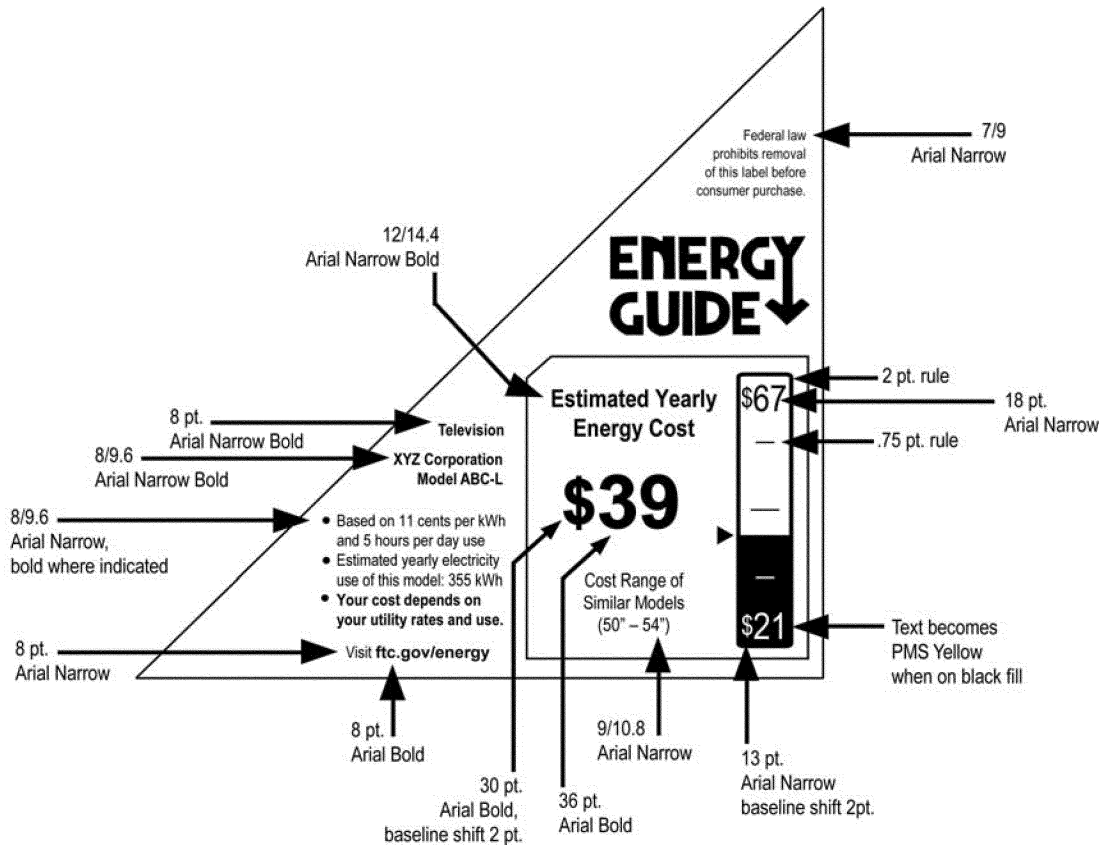 Federal law
prohibits removal
of this label before
consumer purchase.
7/9
Arial Narrow
12/14.4
Arial Narrow Bold
ENERGY
GUIDE
2 pt. rule
18 pt.
Arial Narrow
.75 pt. rule
Estimated Yearly
Energy Cost
$67
8 pt.
Arial Narrow Bold
Television
8/9.6
Arial Narrow Bold
XYZ Corporation
Model ABC-L
$39
8/9.6
Arial Narrow,
bold where indicated
• Based on 11 cents per kWh
and 5 hours per day use
• Estimated yearly electricity
use of this model: 355 kWh
• Your cost depends on
your utility rates and use.
Cost Range of
Similar Models
(50” – 54”)
$21
Text becomes
PMS Yellow
when on black fill
8 pt.
Arial Narrow
Visit ftc.gov/energy
8 pt.
Arial Bold
30 pt.
Arial Bold,
baseline shift 2 pt.
36 pt.
Arial Bold
9/10.8
Arial Narrow
13 pt.
Arial Narrow
baseline shift 2pt.